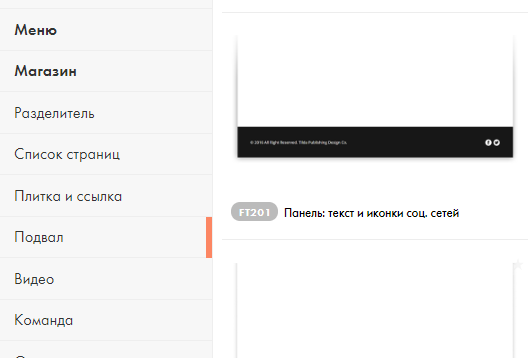 Меню
Магазин
Разделитель
Список страниц
Плитка и ссылка
Подвал
Видео
Команда
© 2015 All Right Reserved. Tilda Publishing Design Co.
FT201 Панель: текст и иконки соц. сетей